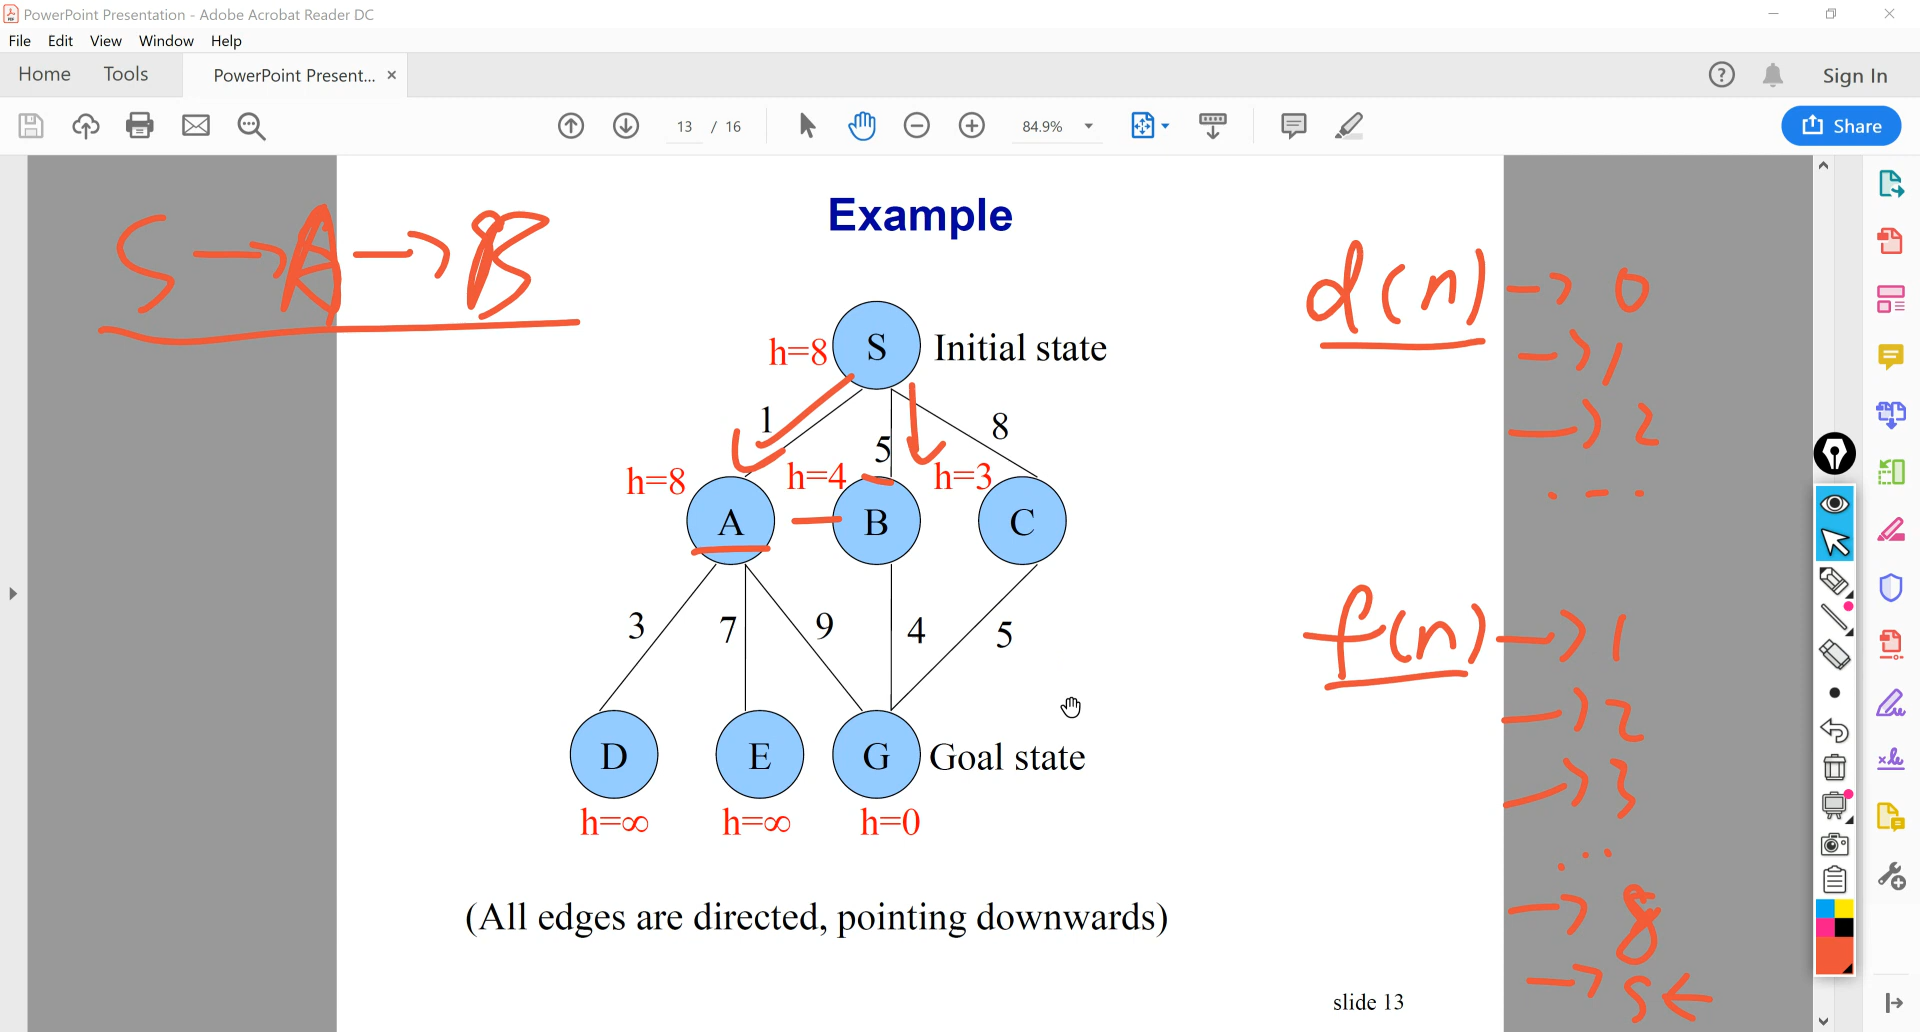 PowerPoint Presentation - Adobe Acrobat Reader DC
File Edit View Window Help
Home Tools PowerPoint Present... ×
Sign In
13 / 16
84.9%
Share
Example
S → A → B
d(n) → 0
→ 1
→ 2
...
S Initial state
h=8
1
5
8
h=8
h=4
h=3
A
B
C
3
7
9
4
5
f(n) → 1
→ 2
→ 3
...
→ 8
→ S ←
D
E
G Goal state
h=∞
h=∞
h=0
(All edges are directed, pointing downwards)
slide 13